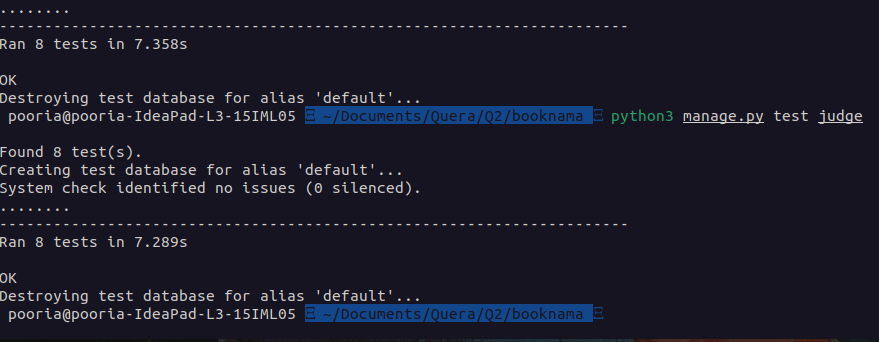 ........
----------------------------------------------------------------------
Ran 8 tests in 7.358s
OK
Destroying test database for alias 'default'...
pooria@pooria-IdeaPad-L3-15IML05 ~/Documents/Quera/Q2/booknama python3 manage.py test judge
Found 8 test(s).
Creating test database for alias 'default'...
System check identified no issues (0 silenced).
........
----------------------------------------------------------------------
Ran 8 tests in 7.289s
OK
Destroying test database for alias 'default'...
pooria@pooria-IdeaPad-L3-15IML05 ~/Documents/Quera/Q2/booknama